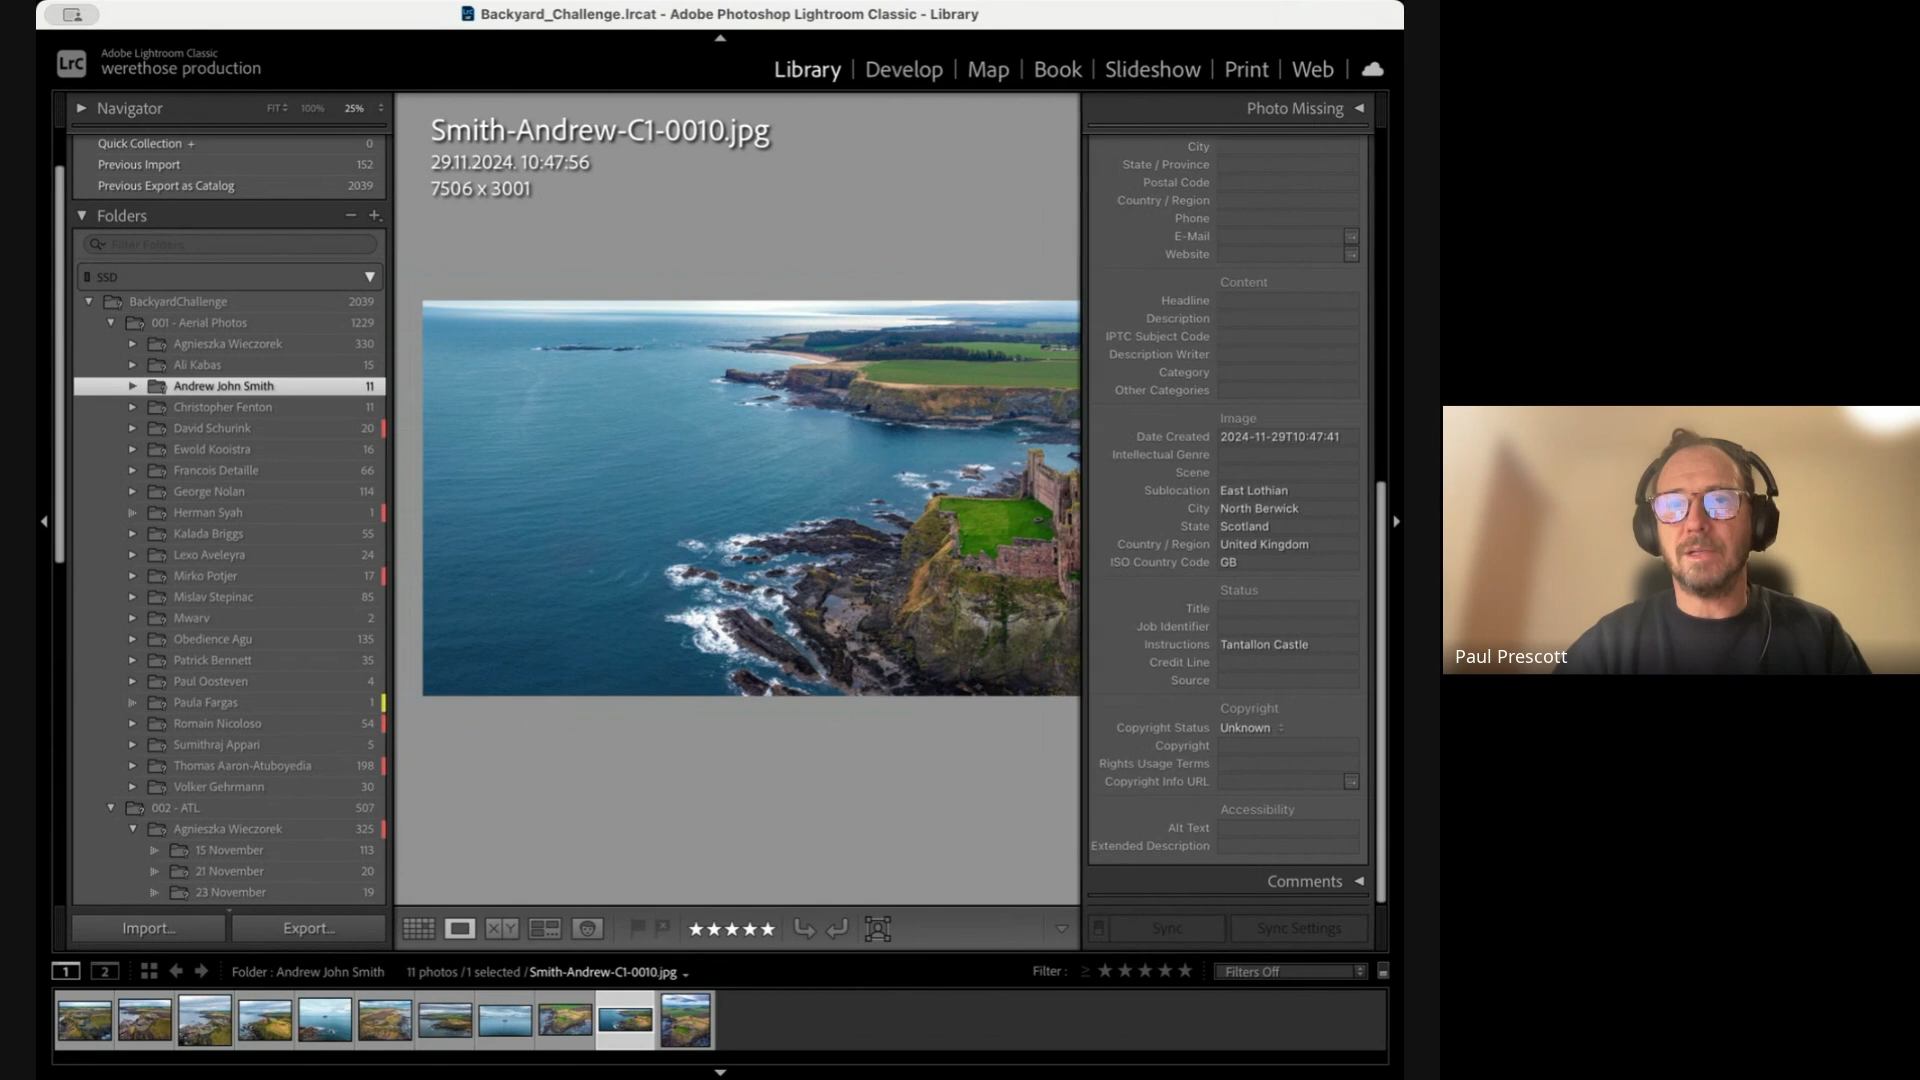 Backyard_Challenge.lrcat - Adobe Photoshop Lightroom Classic - Library
LrC
Adobe Lightroom Classic
werethose production
Library | Develop | Map | Book | Slideshow | Print | Web |
Navigator FIT 100% 25%
Quick Collection + 0
Previous Import 152
Previous Export as Catalog 2039
Folders
Filter Folders
SSD
BackyardChallenge 2039
001 - Aerial Photos 1229
Agnieszka Wieczorek 330
Ali Kabas 15
Andrew John Smith 11
Christopher Fenton 11
David Schurink 20
Ewold Kooistra 16
Francois Detaille 66
George Nolan 114
Herman Syah 1
Kalada Briggs 55
Lexo Aveleyra 24
Mirko Potjer 17
Mislav Stepinac 85
Mwarv 2
Obedience Agu 135
Patrick Bennett 35
Paul Oosteven 4
Paula Fargas 1
Romain Nicoloso 54
Sumithraj Appari 5
Thomas Aaron-Atuboyedia 198
Volker Gehrmann 30
002 - ATL 507
Agnieszka Wieczorek 325
15 November 113
21 November 20
23 November 19
Import... Export...
Smith-Andrew-C1-0010.jpg
29.11.2024. 10:47:56
7506 x 3001
Photo Missing
City
State / Province
Postal Code
Country / Region
Phone
E-Mail
Website
Content
Headline
Description
IPTC Subject Code
Description Writer
Category
Other Categories
Image
Date Created 2024-11-29T10:47:41
Intellectual Genre
Scene
Sublocation East Lothian
City North Berwick
State Scotland
Country / Region United Kingdom
ISO Country Code GB
Status
Title
Job Identifier
Instructions Tantallon Castle
Credit Line
Source
Copyright
Copyright Status Unknown
Copyright
Rights Usage Terms
Copyright Info URL
Accessibility
Alt Text
Extended Description
Comments
Sync Sync Settings
X Y
1 2 Folder : Andrew John Smith 11 photos / 1 selected / Smith-Andrew-C1-0010.jpg
Filter : ≥ ★★★★★ Filters Off
Paul Prescott